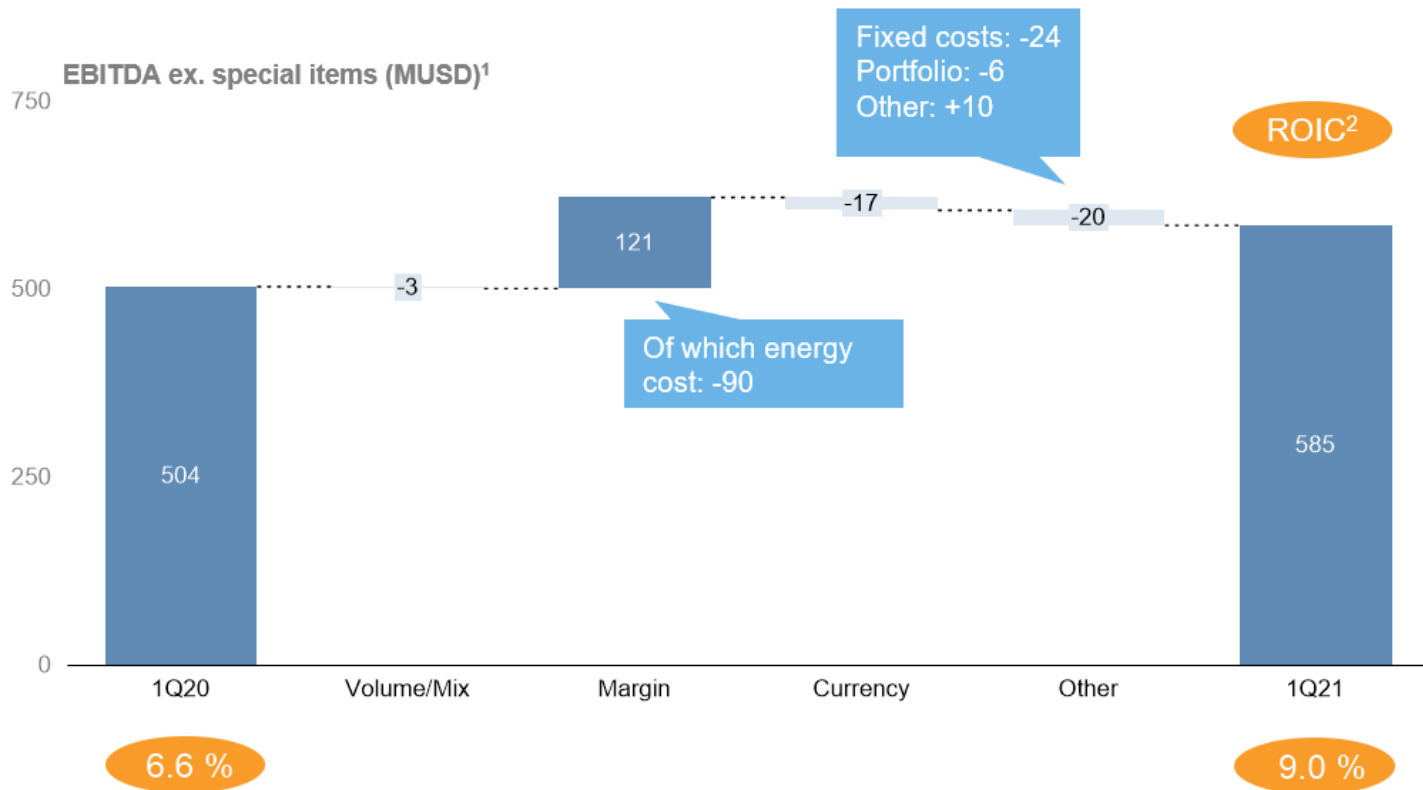 Fixed costs: -24
Portfolio: -6
Other: +10
EBITDA ex. special items (MUSD)¹
750
ROIC²
-17
-20
121
500
-3
Of which energy
cost: -90
585
504
250
0
1Q20 Volume/Mix Margin Currency Other 1Q21
6.6 % 9.0 %